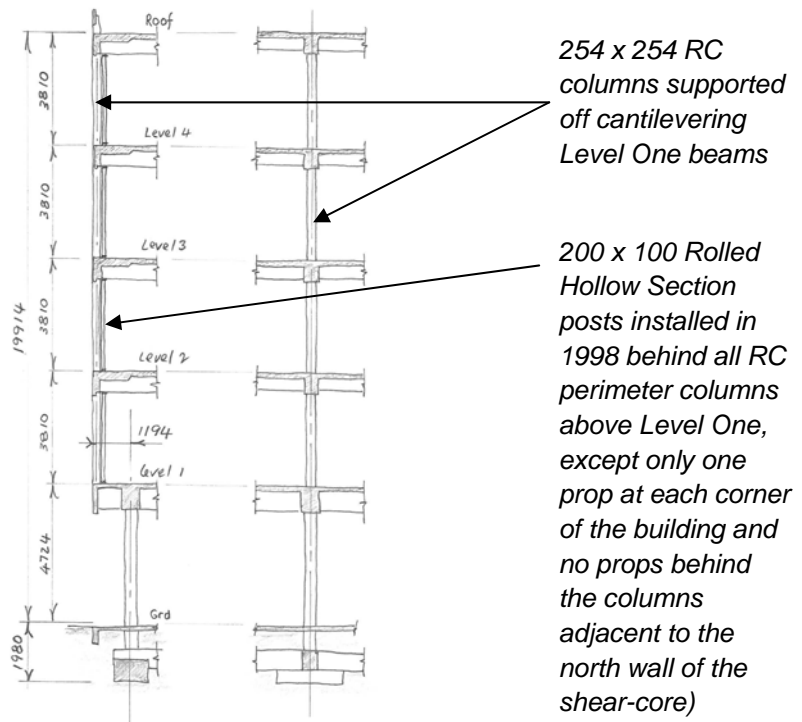 Roof
3810
Level 4
3810
Level 3
3810
19914
Level 2
3810
1194
Level 1
4724
Grd
1980
254 x 254 RC
columns supported
off cantilevering
Level One beams
200 x 100 Rolled
Hollow Section
posts installed in
1998 behind all RC
perimeter columns
above Level One,
except only one
prop at each corner
of the building and
no props behind
the columns
adjacent to the
north wall of the
shear-core)